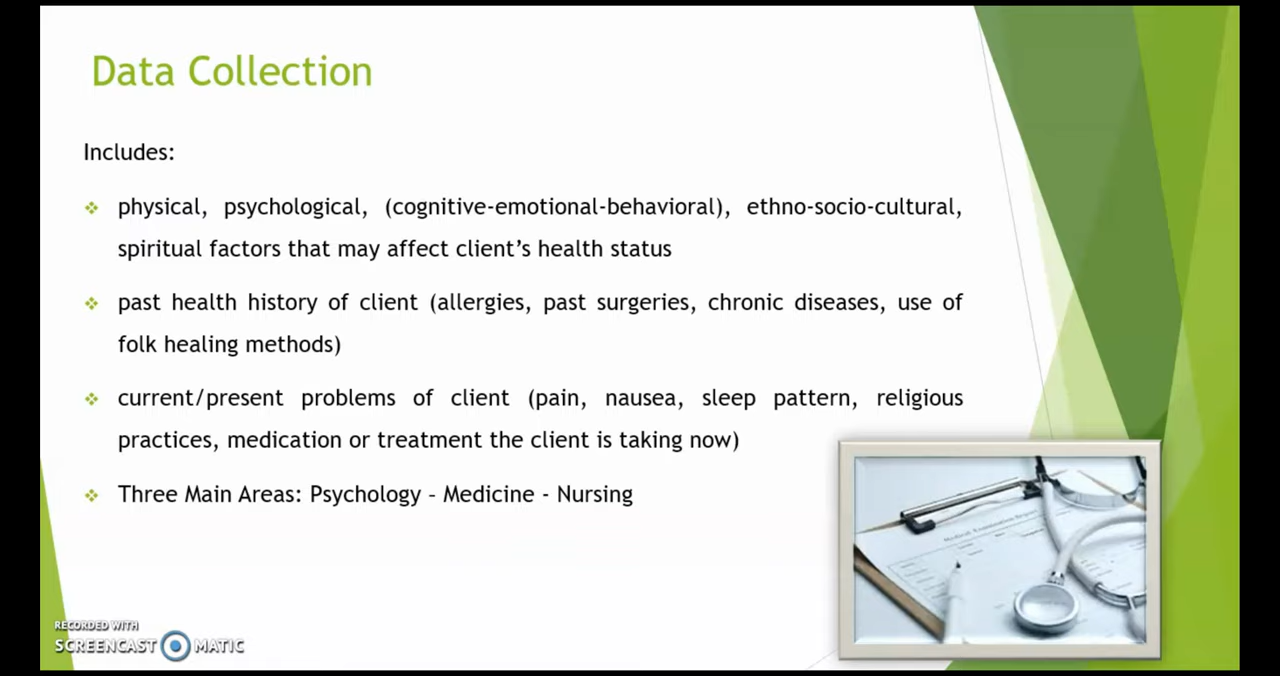 Data Collection
Includes:
❖ physical, psychological, (cognitive-emotional-behavioral), ethno-socio-cultural,
spiritual factors that may affect client's health status
❖ past health history of client (allergies, past surgeries, chronic diseases, use of
folk healing methods)
❖ current/present problems of client (pain, nausea, sleep pattern, religious
practices, medication or treatment the client is taking now)
❖ Three Main Areas: Psychology – Medicine - Nursing
Medical Examination Report
RECORDED WITH
SCREENCAST MATIC